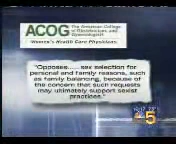 ACOG
The American College
of Obstetricians and
Gynecologists
Women's Health Care Physicians
"Opposes.....sex selection for
personal and family reasons, such
as family balancing, because of
the concern that such requests
may ultimately support sexist
practices."
5